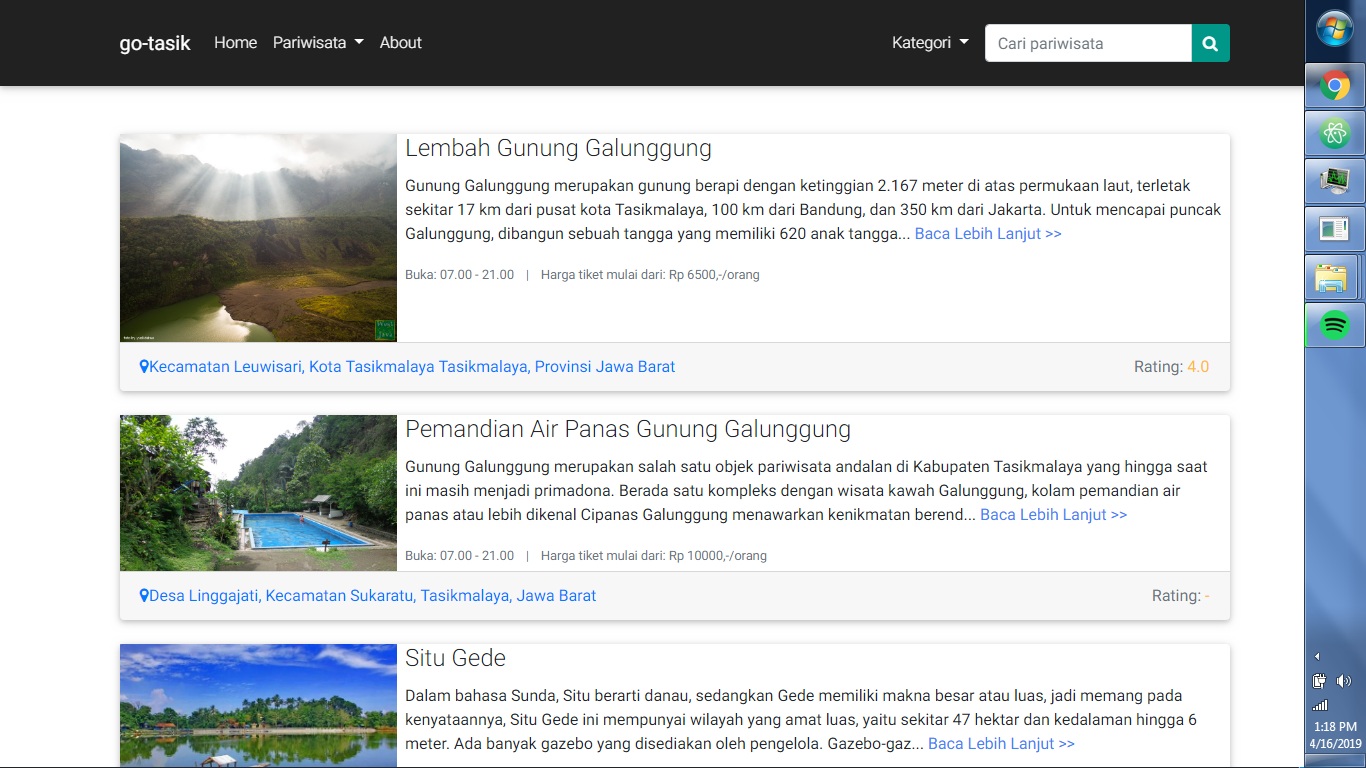 go-tasik Home Pariwisata About Kategori Cari pariwisata
Lembah Gunung Galunggung
Gunung Galunggung merupakan gunung berapi dengan ketinggian 2.167 meter di atas permukaan laut, terletak
sekitar 17 km dari pusat kota Tasikmalaya, 100 km dari Bandung, dan 350 km dari Jakarta. Untuk mencapai puncak
Galunggung, dibangun sebuah tangga yang memiliki 620 anak tangga... Baca Lebih Lanjut >>
Buka: 07.00 - 21.00 | Harga tiket mulai dari: Rp 6500,-/orang
Kecamatan Leuwisari, Kota Tasikmalaya Tasikmalaya, Provinsi Jawa Barat Rating: 4.0
Pemandian Air Panas Gunung Galunggung
Gunung Galunggung merupakan salah satu objek pariwisata andalan di Kabupaten Tasikmalaya yang hingga saat
ini masih menjadi primadona. Berada satu kompleks dengan wisata kawah Galunggung, kolam pemandian air
panas atau lebih dikenal Cipanas Galunggung menawarkan kenikmatan berend... Baca Lebih Lanjut >>
Buka: 07.00 - 21.00 | Harga tiket mulai dari: Rp 10000,-/orang
Desa Linggajati, Kecamatan Sukaratu, Tasikmalaya, Jawa Barat Rating: -
Situ Gede
Dalam bahasa Sunda, Situ berarti danau, sedangkan Gede memiliki makna besar atau luas, jadi memang pada
kenyataannya, Situ Gede ini mempunyai wilayah yang amat luas, yaitu sekitar 47 hektar dan kedalaman hingga 6
meter. Ada banyak gazebo yang disediakan oleh pengelola. Gazebo-gaz... Baca Lebih Lanjut >>
1:18 PM
4/16/2019